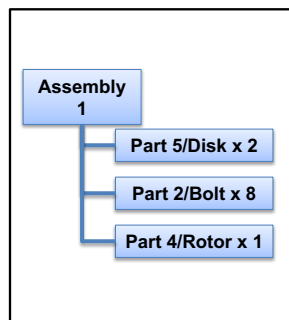 Assembly
1
Part 5/Disk x 2
Part 2/Bolt x 8
Part 4/Rotor x 1